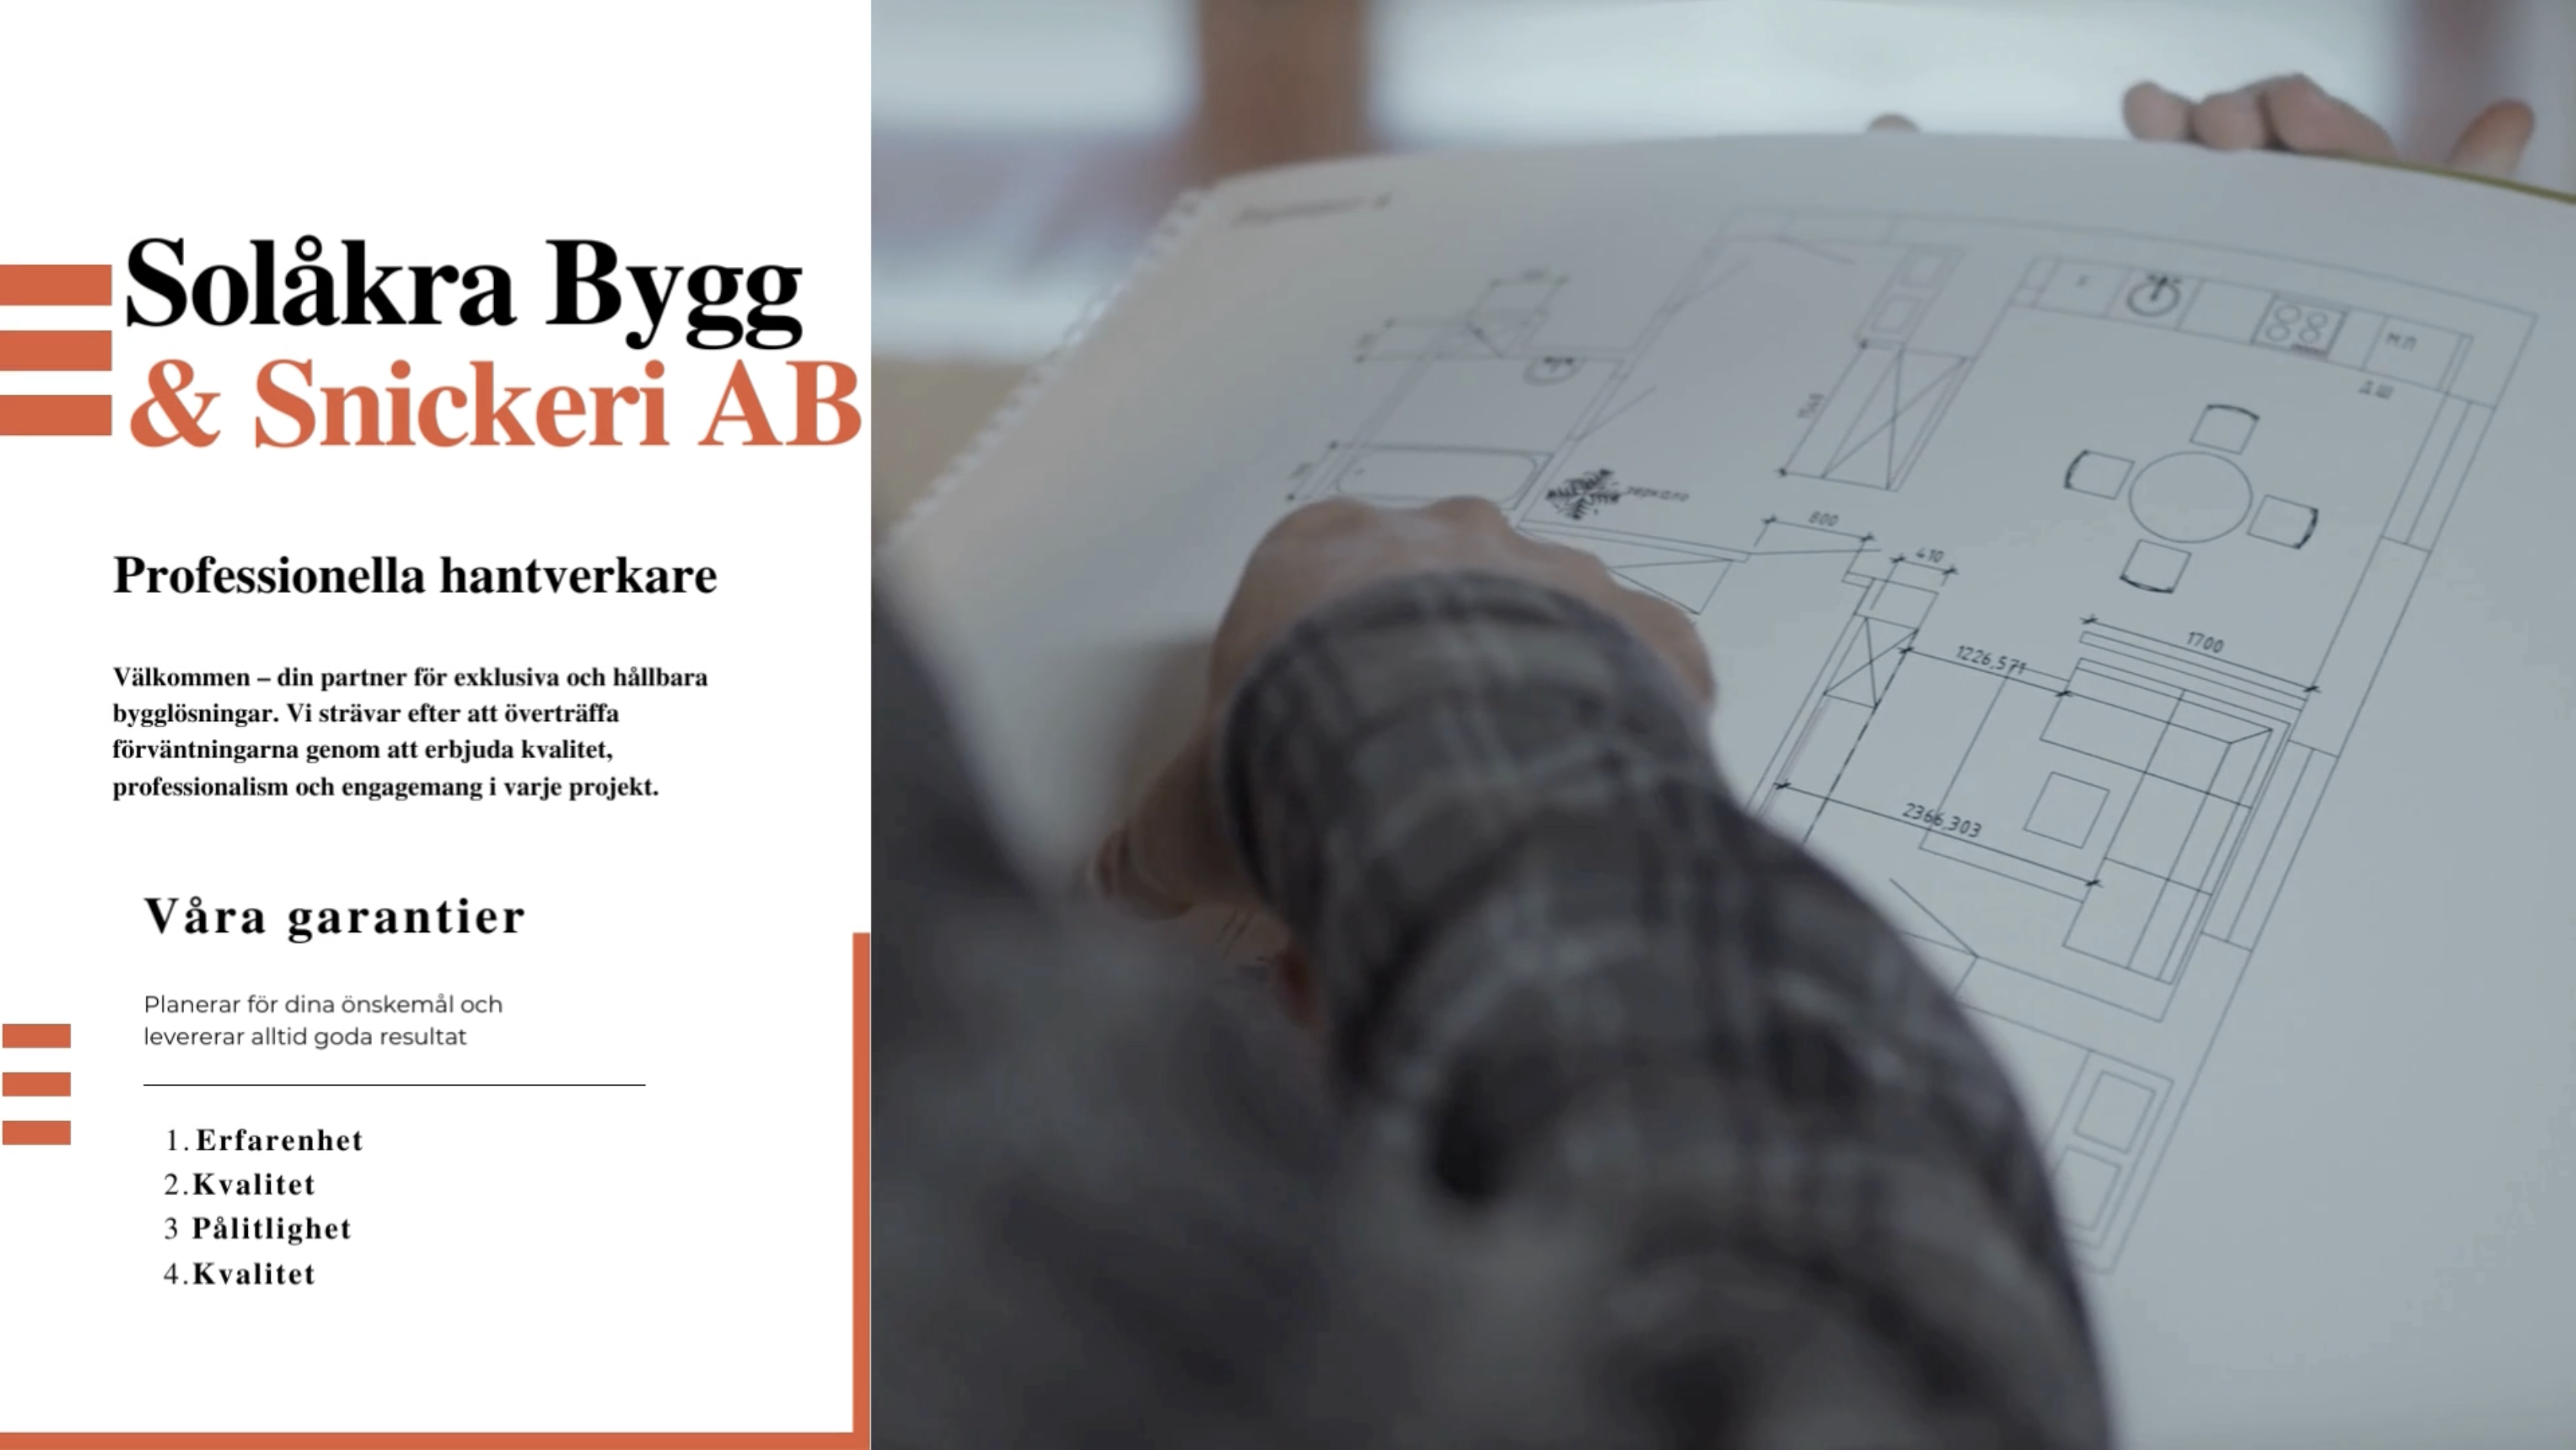 Solåkra Bygg
& Snickeri AB
Professionella hantverkare
Välkommen – din partner för exklusiva och hållbara
bygglösningar. Vi strävar efter att överträffa
förväntningarna genom att erbjuda kvalitet,
professionalism och engagemang i varje projekt.
Våra garantier
Planerar för dina önskemål och
levererar alltid goda resultat
1. Erfarenhet
2.Kvalitet
3 Pålitlighet
4.Kvalitet
М.П
Д.Ш
зеркало
800
410
1700
1226,571
2366,303